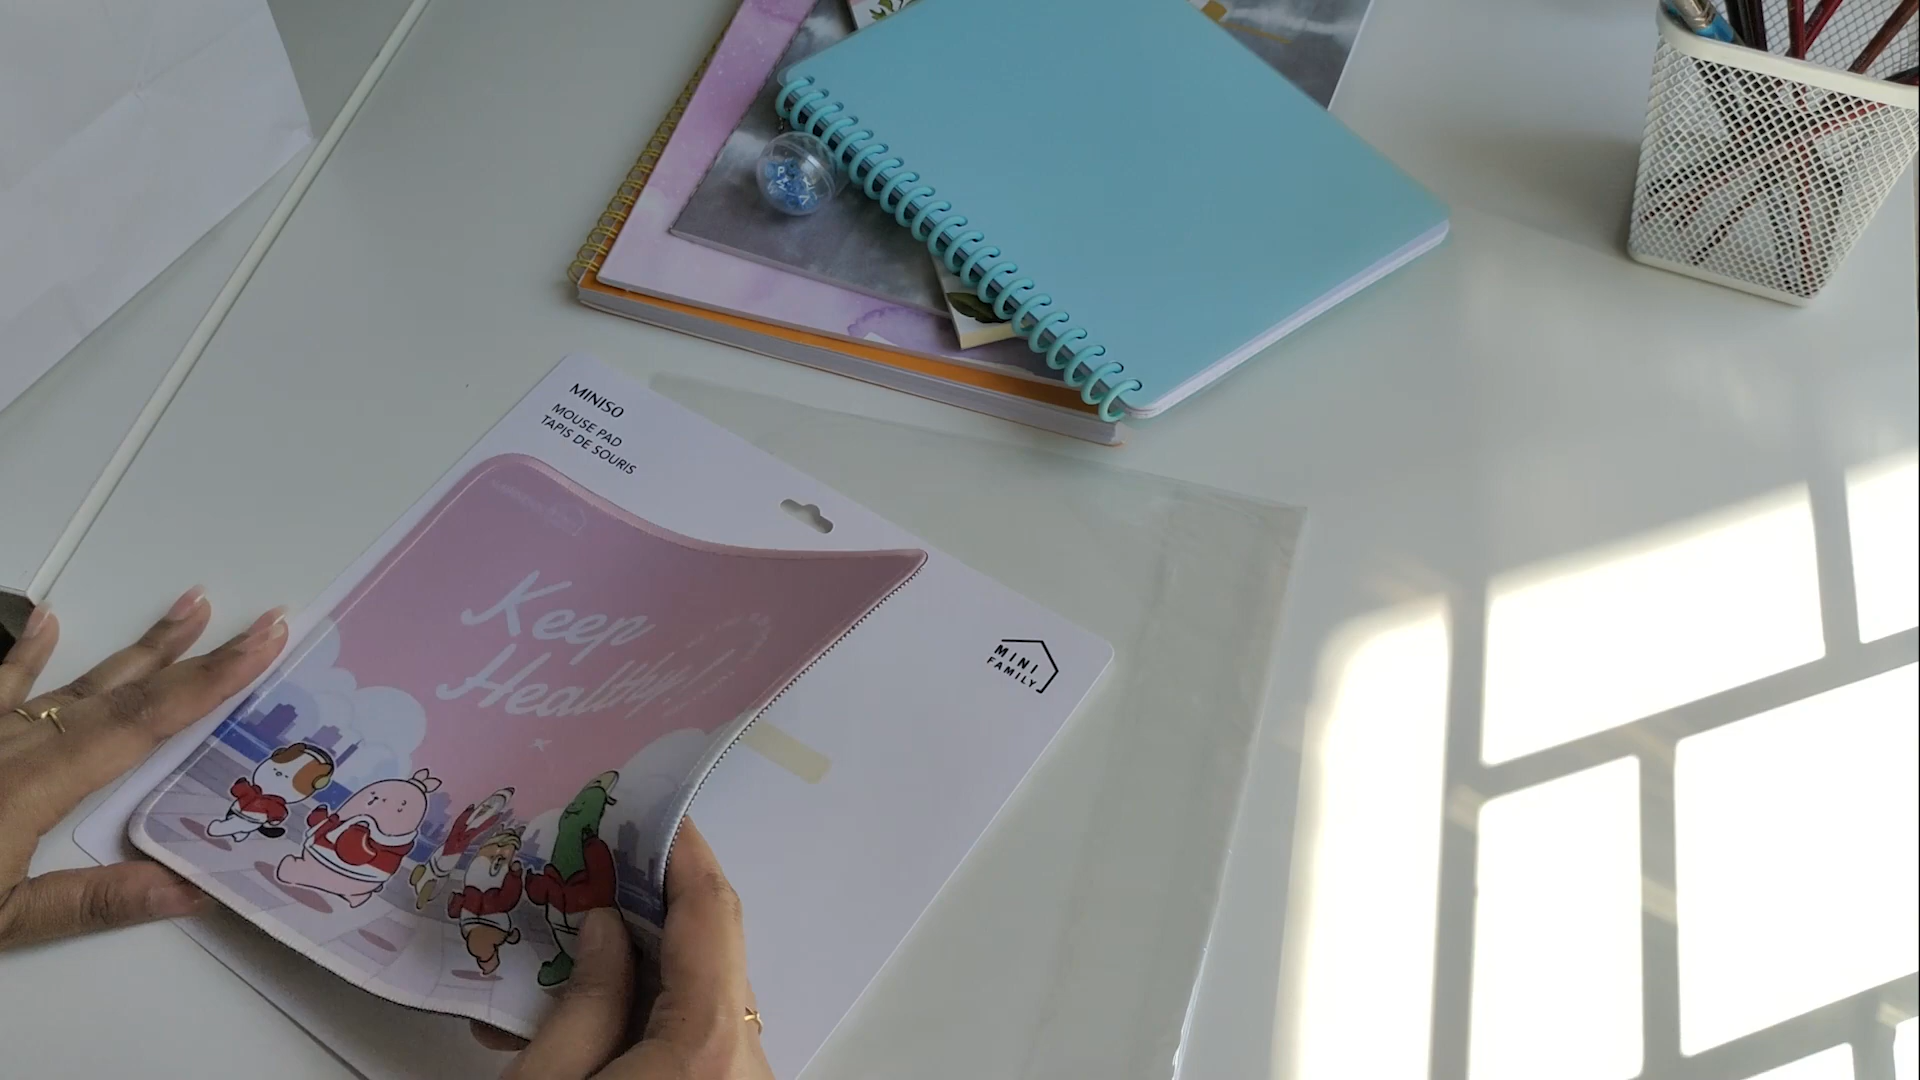 MINISO
MOUSE PAD
TAPIS DE SOURIS
Keep
Healthy!
MINI
FAMILY